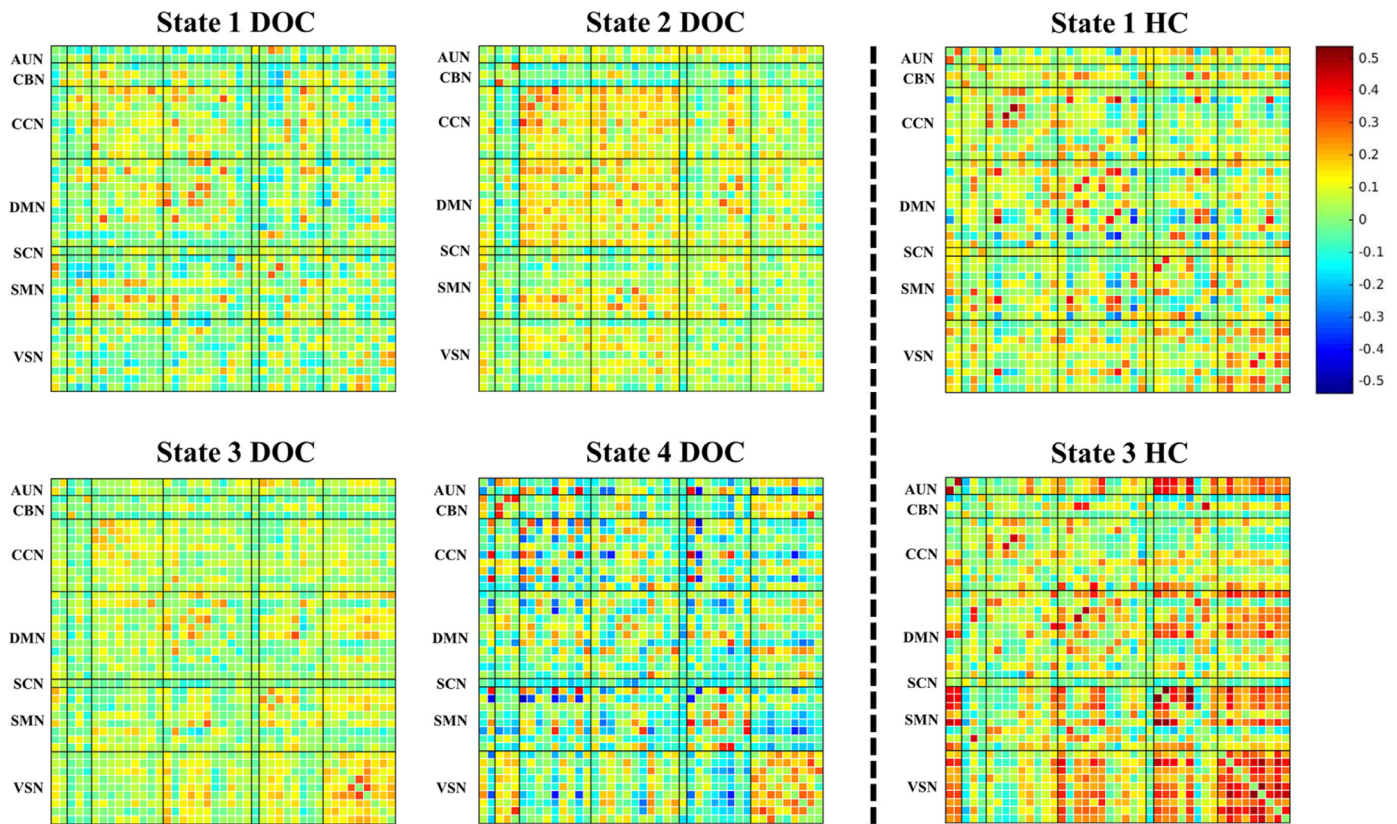 State 1 DOC
State 2 DOC
State 1 HC
AUN
CBN
CCN
DMN
SCN
SMN
VSN
AUN
CBN
CCN
DMN
SCN
SMN
VSN
AUN
CBN
CCN
DMN
SCN
SMN
VSN
0.5
0.4
0.3
0.2
0.1
0
-0.1
-0.2
-0.3
-0.4
-0.5
State 3 DOC
State 4 DOC
State 3 HC
AUN
CBN
CCN
DMN
SCN
SMN
VSN
AUN
CBN
CCN
DMN
SCN
SMN
VSN
AUN
CBN
CCN
DMN
SCN
SMN
VSN